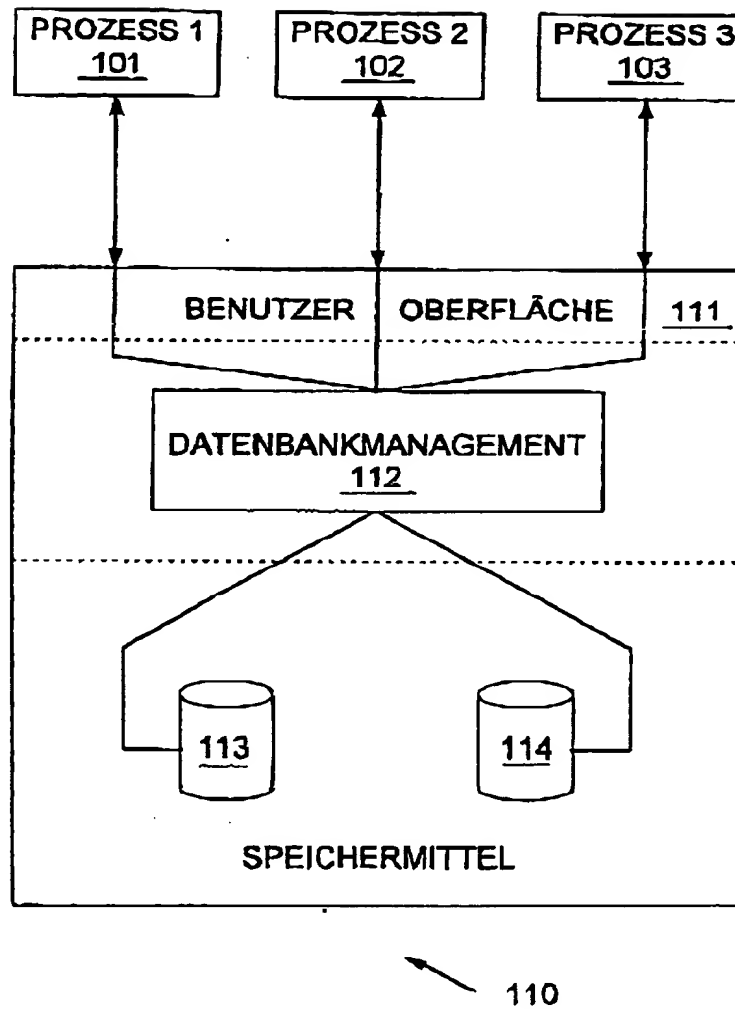 PROZESS 1
101
PROZESS 2
102
PROZESS 3
103
BENUTZER OBERFLÄCHE 111
DATENBANKMANAGEMENT
112
113
114
SPEICHERMITTEL
110